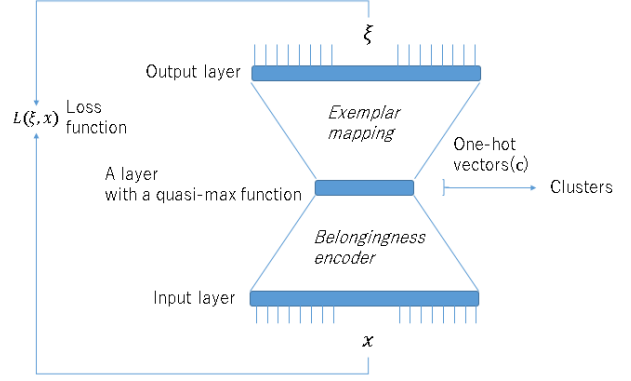 ξ
Output layer
Exemplar
mapping
L(ξ, x) Loss
function
One-hot
vectors(c)
Clusters
A layer
with a quasi-max function
Belongingness
encoder
Input layer
x